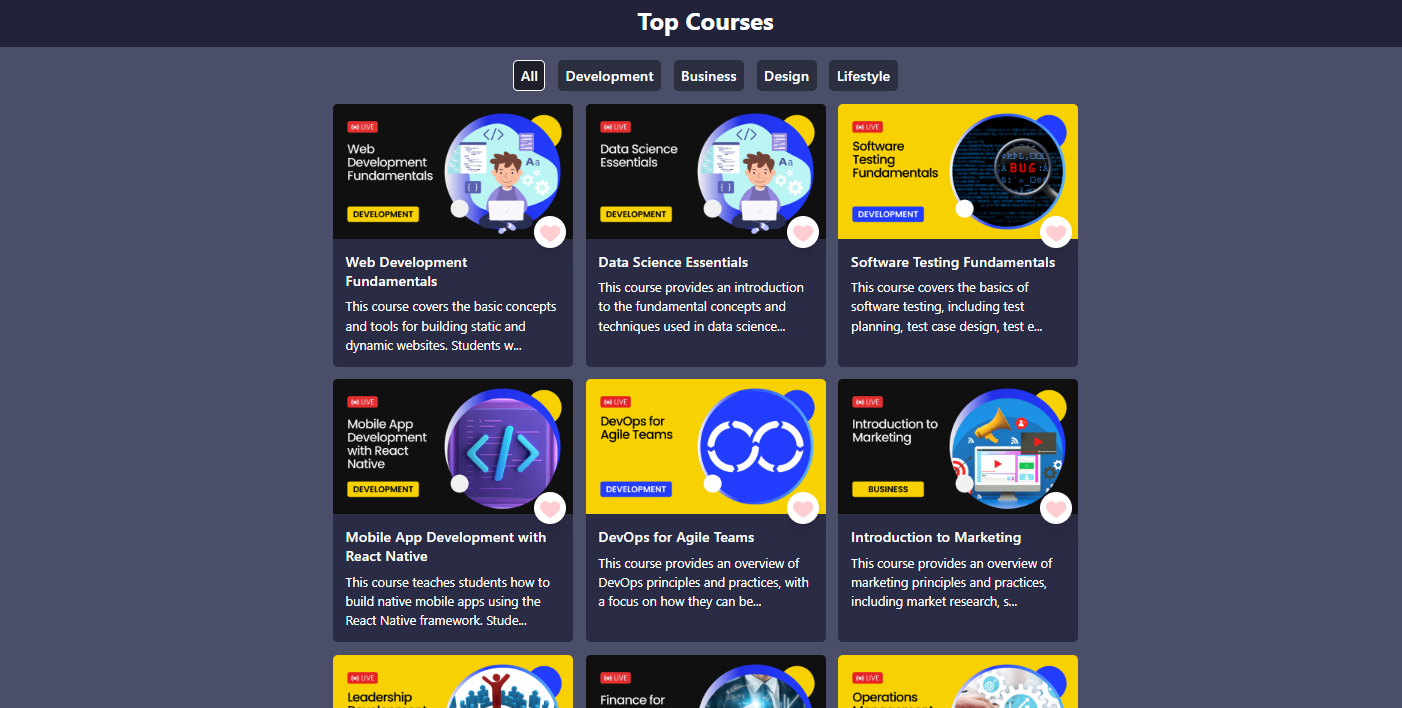 Top Courses
All
Development
Business
Design
Lifestyle
LIVE
Web
Development
Fundamentals
DEVELOPMENT
Aa
Web Development
Fundamentals
This course covers the basic concepts
and tools for building static and
dynamic websites. Students w...
LIVE
Data Science
Essentials
DEVELOPMENT
Aa
Data Science Essentials
This course provides an introduction
to the fundamental concepts and
techniques used in data science...
LIVE
Software
Testing
Fundamentals
DEVELOPMENT
BUG
Software Testing Fundamentals
This course covers the basics of
software testing, including test
planning, test case design, test e...
LIVE
Mobile App
Development
with React
Native
DEVELOPMENT
</>
Mobile App Development with
React Native
This course teaches students how to
build native mobile apps using the
React Native framework. Stude...
LIVE
DevOps for
Agile Teams
DEVELOPMENT
DevOps for Agile Teams
This course provides an overview of
DevOps principles and practices, with
a focus on how they can be...
LIVE
Introduction to
Marketing
BUSINESS
Introduction to Marketing
This course provides an overview of
marketing principles and practices,
including market research, s...
LIVE
Leadership
LIVE
Finance for
LIVE
Operations